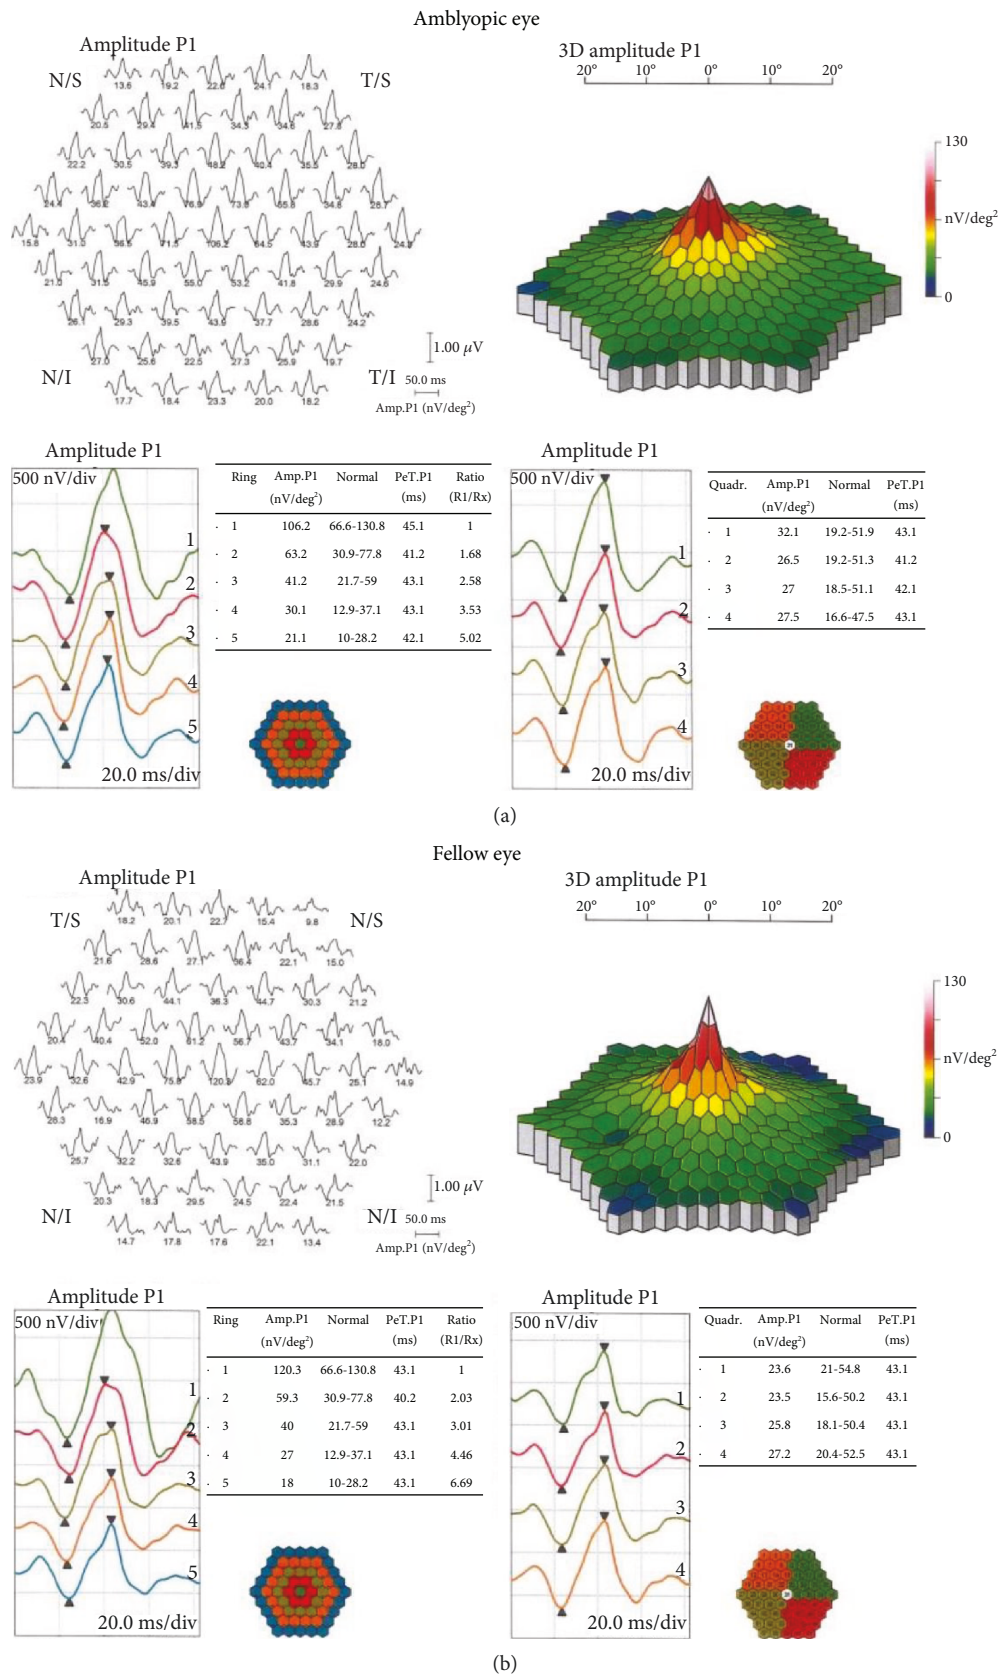 Amblyopic eye
Amplitude P1
N/S
T/S
13.6 19.2 24.1 18.3
20.5 29.4 41.5 34.3 34.6 27.8
22.2 30.5 39.3 48.2 40.4 35.5 28.0
24.4 36.2 43.4 76.9 73.8 65.8 34.8 28.7
15.8 31.0 56.6 71.5 106.2 64.5 43.9 28.0
21.0 31.5 45.9 55.0 53.2 41.8 29.9 24.6
26.1 29.3 39.5 43.9 37.7 28.6 24.2
27.0 25.6 22.5 27.3 25.9 19.7
17.7 18.4 23.3 20.0 18.2
N/I
T/I
1.00 μV
50.0 ms
Amp.P1 (nV/deg²)
3D amplitude P1
20° 10° 0° 10° 20°
130
nV/deg²
0
Amplitude P1
500 nV/div
1
2
3
4
5
20.0 ms/div
Ring Amp.P1 (nV/deg²) Normal PeT.P1 (ms) Ratio (R1/Rx)
· 1 106.2 66.6-130.8 45.1 1
· 2 63.2 30.9-77.8 41.2 1.68
· 3 41.2 21.7-59 43.1 2.58
· 4 30.1 12.9-37.1 43.1 3.53
· 5 21.1 10-28.2 42.1 5.02
Amplitude P1
500 nV/div
1
2
3
4
20.0 ms/div
Quadr. Amp.P1 (nV/deg²) Normal PeT.P1 (ms)
· 1 32.1 19.2-51.9 43.1
· 2 26.5 19.2-51.3 41.2
· 3 27 18.5-51.1 42.1
· 4 27.5 16.6-47.5 43.1
(a)
Fellow eye
Amplitude P1
T/S
N/S
18.2 20.1 22.7 15.4 9.8
21.6 28.6 27.1 36.4 22.1 15.0
22.3 30.6 44.1 36.3 44.7 30.3 21.2
20.4 40.4 52.0 61.2 56.7 43.7 34.1 18.0
23.9 32.6 42.9 75.8 120.3 62.0 45.7 25.1 14.9
26.3 16.9 46.9 58.5 58.8 35.3 28.9 12.2
25.7 32.2 32.6 43.9 35.0 31.1 22.0
20.3 18.3 29.5 24.5 22.4 21.5
14.7 17.8 17.6 22.1 13.4
N/I
N/I
1.00 μV
50.0 ms
Amp.P1 (nV/deg²)
3D amplitude P1
20° 10° 0° 10° 20°
130
nV/deg²
0
Amplitude P1
500 nV/div
1
2
3
4
5
20.0 ms/div
Ring Amp.P1 (nV/deg²) Normal PeT.P1 (ms) Ratio (R1/Rx)
· 1 120.3 66.6-130.8 43.1 1
· 2 59.3 30.9-77.8 40.2 2.03
· 3 40 21.7-59 43.1 3.01
· 4 27 12.9-37.1 43.1 4.46
· 5 18 10-28.2 43.1 6.69
Amplitude P1
500 nV/div
1
2
3
4
20.0 ms/div
Quadr. Amp.P1 (nV/deg²) Normal PeT.P1 (ms)
· 1 23.6 21-54.8 43.1
· 2 23.5 15.6-50.2 43.1
· 3 25.8 18.1-50.4 43.1
· 4 27.2 20.4-52.5 43.1
(b)